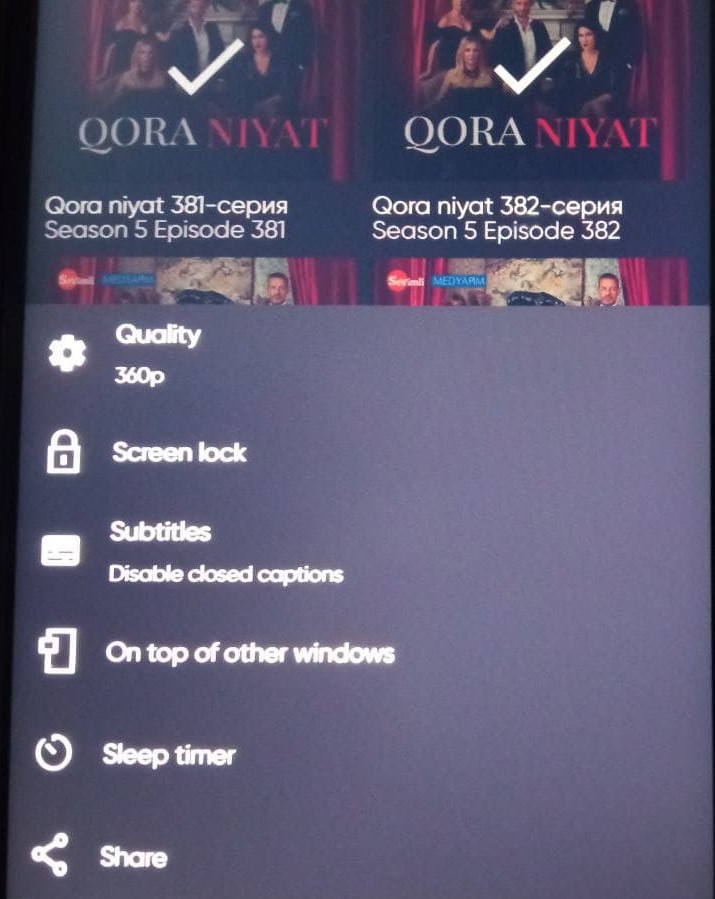 QORA NIYAT
QORA NIYAT
Qora niyat 381-серия
Season 5 Episode 381
Qora niyat 382-серия
Season 5 Episode 382
Sevimli MEDYAPIM
Sevimli MEDYAPIM
Quality
360p
Screen lock
Subtitles
Disable closed captions
On top of other windows
Sleep timer
Share